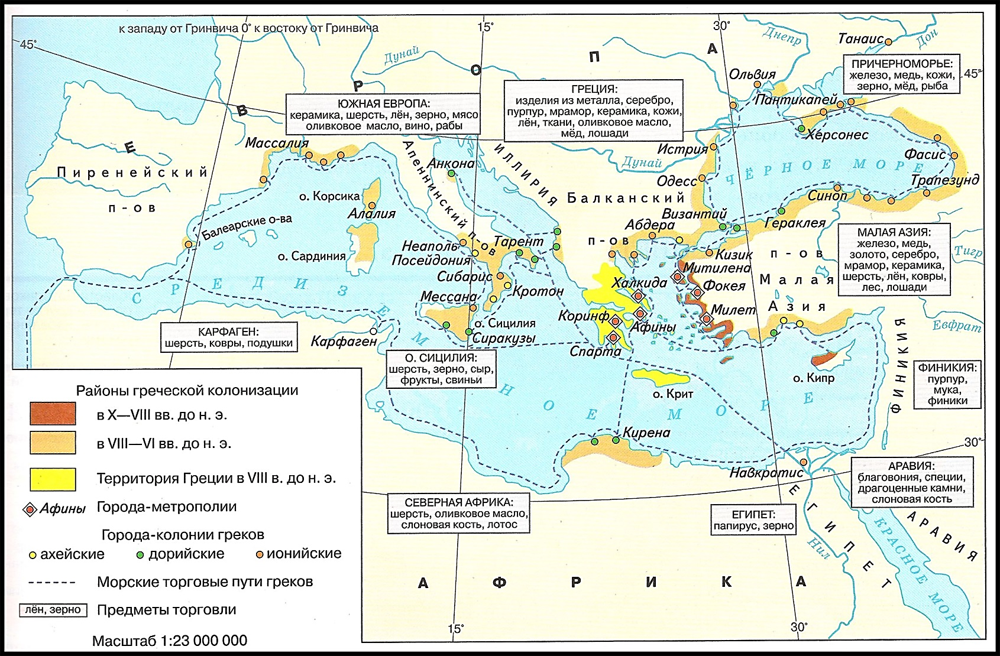 к западу от Гринвича 0° к востоку от Гринвича
15°
30°
45°
45°
30°
15°
30°
ЕВРОПА
Дунай
Днепр
Дон
Танаис
ПРИЧЕРНОМОРЬЕ:
железо, медь, кожи,
зерно, мёд, рыба
Ольвия
Пантикапей
Херсонес
ГРЕЦИЯ:
изделия из металла, серебро,
пурпур, мрамор, керамика, кожи,
лён, ткани, оливковое масло,
мёд, лошади
ЮЖНАЯ ЕВРОПА:
керамика, шерсть, лён, зерно, мясо
оливковое масло, вино, рабы
Массалия
Пиренейский
п-ов
Апеннинский п-ов
Анкона
ИЛЛИРИЯ
Истрия
Дунай
Одесс
ЧЁРНОЕ МОРЕ
Фасис
Трапезунд
Синоп
Гераклея
Балканский
п-ов
Византий
Абдера
о. Корсика
Алалия
Балеарские о-ва
о. Сардиния
Неаполь
Посейдония
Тарент
Сибарис
Кротон
Мессана
о. Сицилия
Сиракузы
Кизик
Митилена
Фокея
Милет
Халкида
Коринф
Афины
Спарта
п-ов
Малая
Азия
МАЛАЯ АЗИЯ:
железо, медь,
золото, серебро,
мрамор, керамика,
шерсть, лён, ковры,
лес, лошади
Тигр
Евфрат
СРЕДИЗЕМНОЕ МОРЕ
КАРФАГЕН:
шерсть, ковры, подушки
Карфаген
О. СИЦИЛИЯ:
шерсть, зерно, сыр,
фрукты, свиньи
о. Крит
о. Кипр
ФИНИКИЯ
ФИНИКИЯ:
пурпур,
мука,
финики
Кирена
Навкратис
АРАВИЯ:
благовония, специи,
драгоценные камни,
слоновая кость
СЕВЕРНАЯ АФРИКА:
шерсть, оливковое масло,
слоновая кость, лотос
ЕГИПЕТ:
папирус, зерно
ЕГИПЕТ
Нил
КРАСНОЕ МОРЕ
АРАВИЯ
АФРИКА
Районы греческой колонизации
в X—VIII вв. до н. э.
в VIII—VI вв. до н. э.
Территория Греции в VIII в. до н. э.
Афины Города-метрополии
Города-колонии греков
ахейские дорийские ионийские
Морские торговые пути греков
лён, зерно Предметы торговли
Масштаб 1:23 000 000